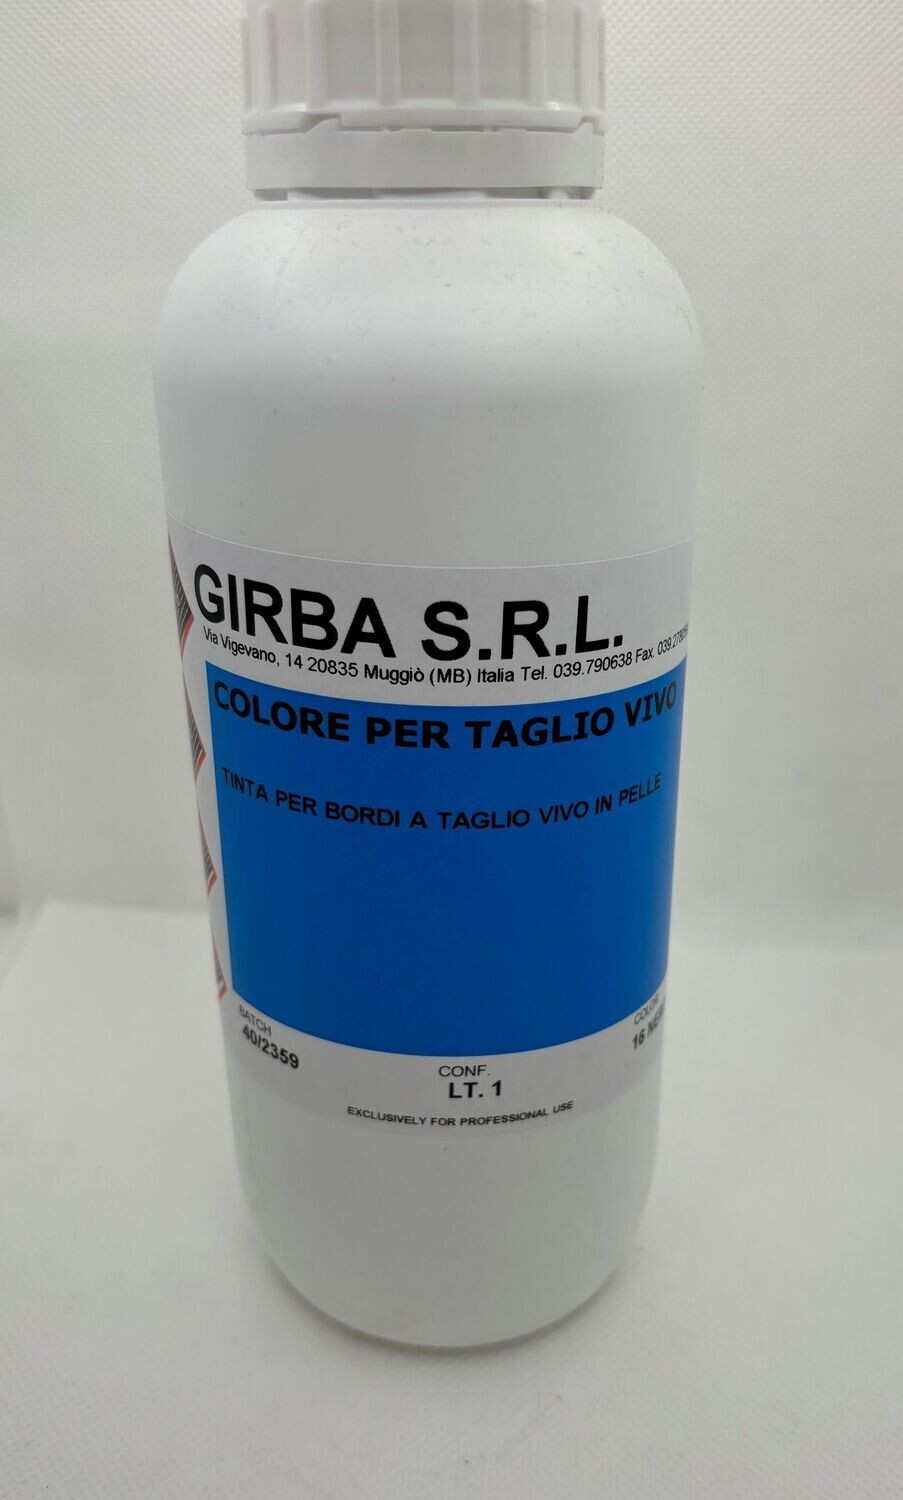 GIRBA S.R.L.
Via Vigevano, 14 20835 Muggiò (MB) Italia Tel. 039.790638 Fax.
COLORE PER TAGLIO VIVO
TINTA PER BORDI A TAGLIO VIVO IN PELLE
BATCH
40/2359
CONF.
LT. 1
16
EXCLUSIVELY FOR PROFESSIONAL USE